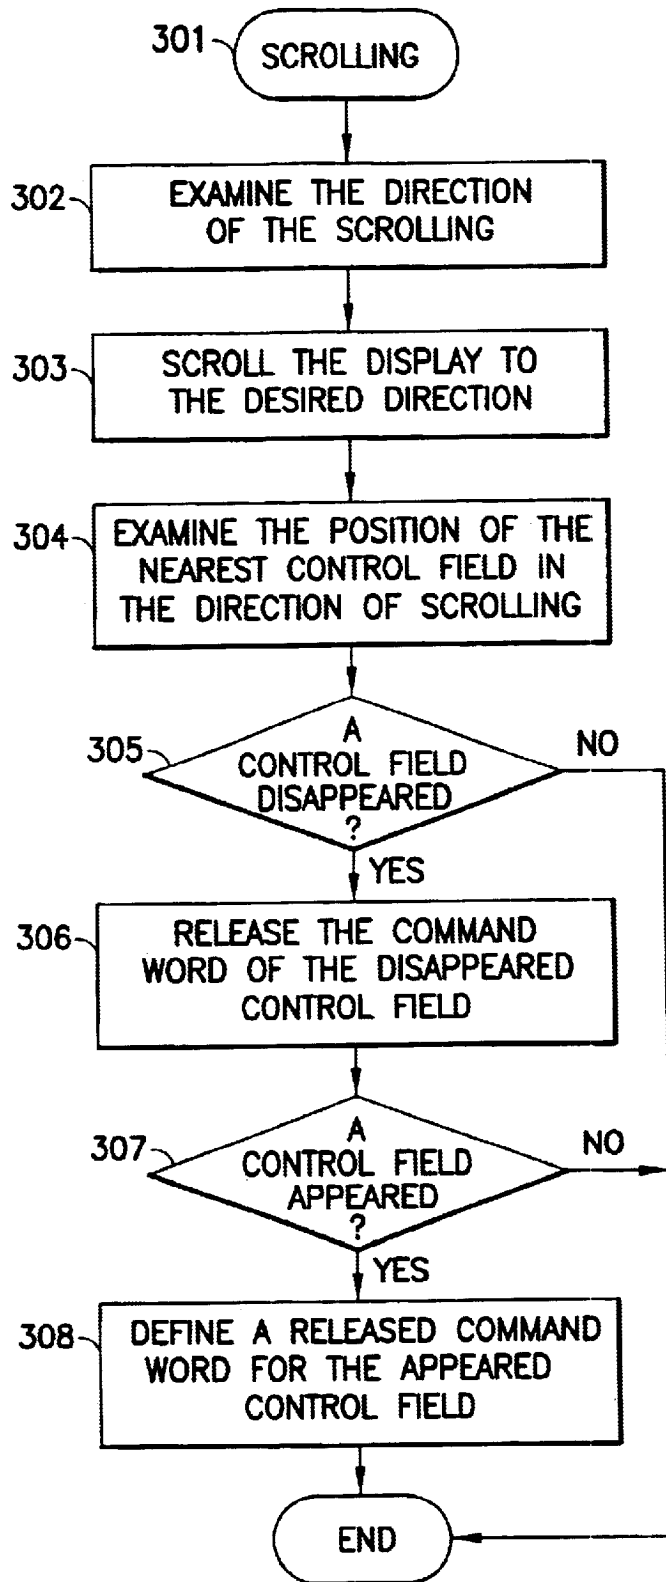 301
SCROLLING
302
EXAMINE THE DIRECTION
OF THE SCROLLING
303
SCROLL THE DISPLAY TO
THE DESIRED DIRECTION
304
EXAMINE THE POSITION OF THE
NEAREST CONTROL FIELD IN
THE DIRECTION OF SCROLLING
305
A
CONTROL FIELD
DISAPPEARED
?
NO
YES
306
RELEASE THE COMMAND
WORD OF THE DISAPPEARED
CONTROL FIELD
307
A
CONTROL FIELD
APPEARED
?
NO
YES
308
DEFINE A RELEASED COMMAND
WORD FOR THE APPEARED
CONTROL FIELD
END